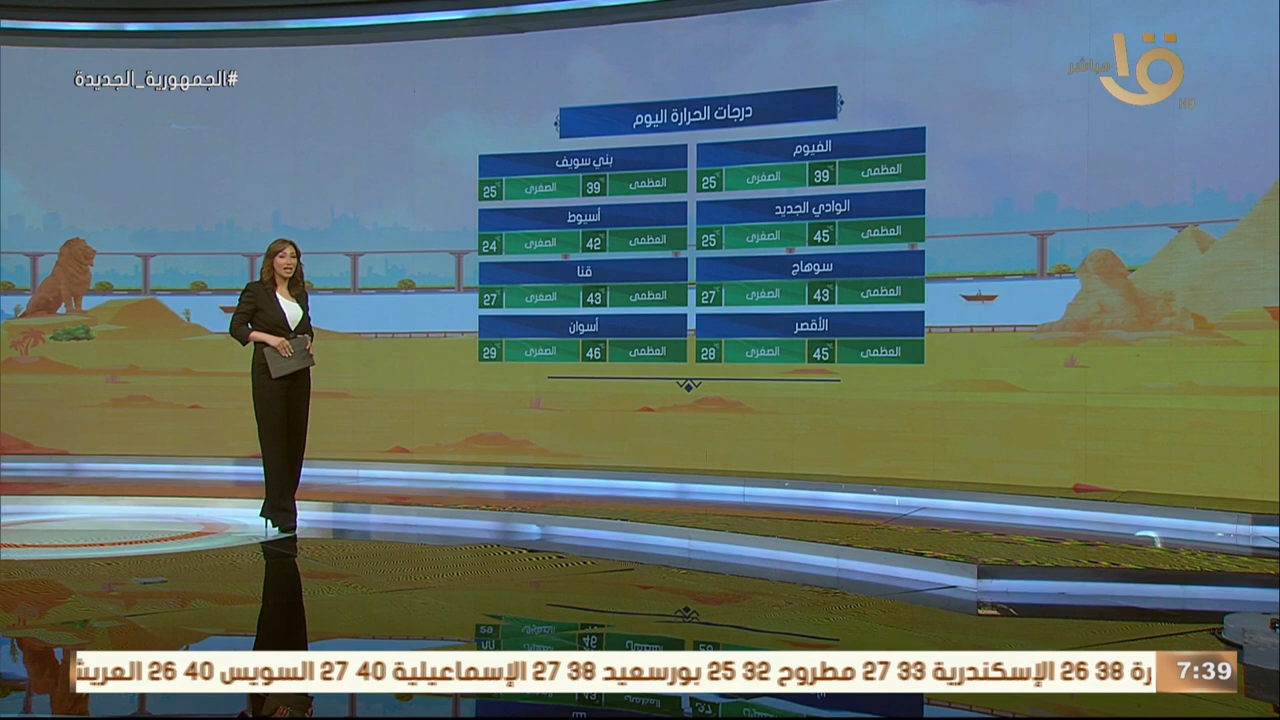 #الجمهورية_الجديدة
مباشر
HD
درجات الحرارة اليوم
الفيوم
العظمى 39 الصغرى 25
بني سويف
العظمى 39 الصغرى 25
الوادي الجديد
العظمى 45 الصغرى 25
أسيوط
العظمى 42 الصغرى 24
سوهاج
العظمى 43 الصغرى 27
قنا
العظمى 43 الصغرى 27
الأقصر
العظمى 45 الصغرى 28
أسوان
العظمى 46 الصغرى 29
7:39
رة 38 26 الإسكندرية 33 27 مطروح 32 25 بورسعيد 38 27 الإسماعيلية 40 27 السويس 40 26 العريش